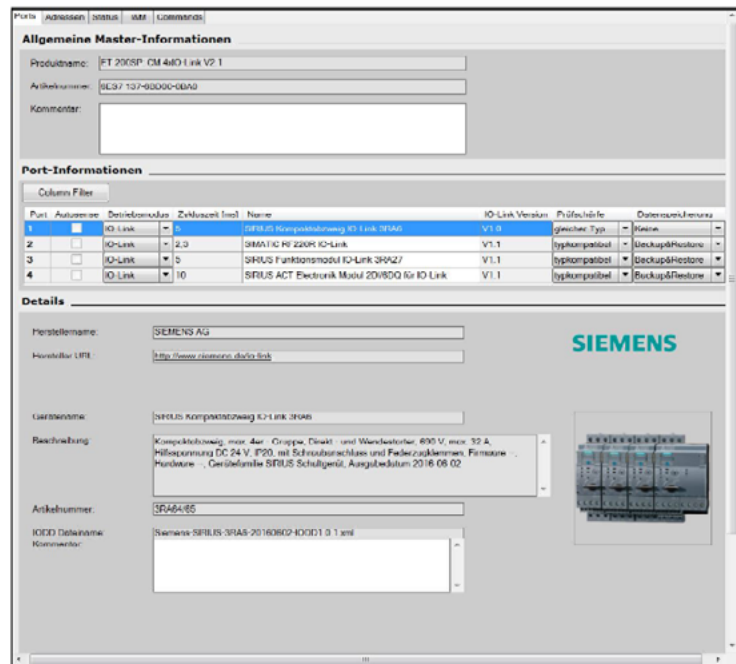 Ports Adressen Status I&M Commands
Allgemeine Master-Informationen
Produktname: ET 200SP CM 4xIO-Link V2.1
Artikelnummer: 6ES7 137-6BD00-0BA0
Kommentar:
Port-Informationen
Column Filter
Port Autosense Betriebsmodus Zykluszeit [ms] Name IO-Link Version Prüfschärfe Datenspeicherung
1 IO-Link 5 SIRIUS Kompaktabzweig IO-Link 3RA6 V1.0 gleicher Typ Keine
2 IO-Link 2,3 SIMATIC RF220R IO-Link V1.1 typkompatibel Backup&Restore
3 IO-Link 5 SIRIUS Funktionsmodul IO-Link 3RA27 V1.1 typkompatibel Backup&Restore
4 IO-Link 10 SIRIUS ACT Electronik Modul 2DI/6DQ für IO Link V1.1 typkompatibel Backup&Restore
Details
Herstellername: SIEMENS AG
SIEMENS
Hersteller URL: http://www.siemens.de/io-link
Gerätename: SIRIUS Kompaktabzweig IO-Link 3RA6
Beschreibung: Kompaktabzweig, max. 4er - Gruppe, Direkt - und Wendestarter, 690 V, max. 32 A,
Hilfsspannung DC 24 V, IP20, mit Schraubanschluss und Federzugklemmen, Firmware --,
Hardware --, Gerätefamilie SIRIUS Schaltgerät, Ausgabedatum 2016-06-02
Artikelnummer: 3RA64/65
IODD Dateiname: Siemens-SIRIUS-3RA6-20160602-IODD1.0.1.xml
Kommentar: